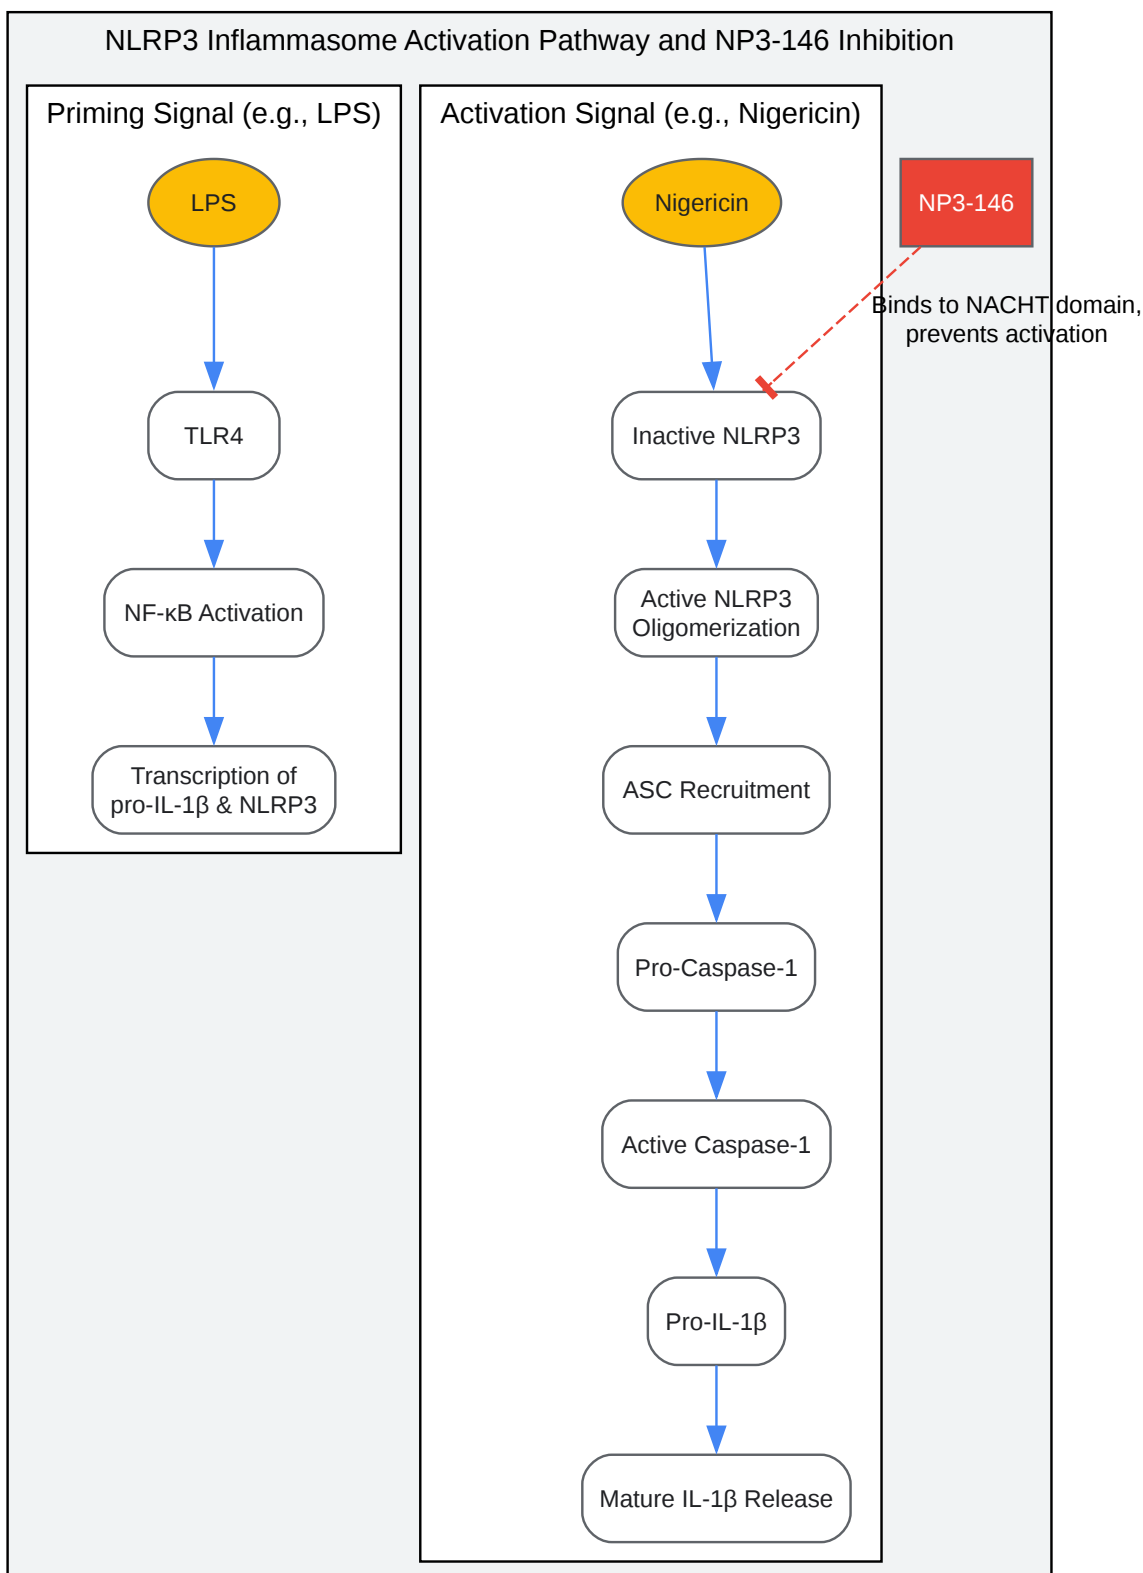 NLRP3 Inflammasome Activation Pathway and NP3-146 Inhibition
Priming Signal (e.g., LPS)
LPS
TLR4
NF-κB Activation
Transcription of
pro-IL-1β & NLRP3
Activation Signal (e.g., Nigericin)
Nigericin
Inactive NLRP3
Active NLRP3
Oligomerization
ASC Recruitment
Pro-Caspase-1
Active Caspase-1
Pro-IL-1β
Mature IL-1β Release
NP3-146
Binds to NACHT domain,
prevents activation